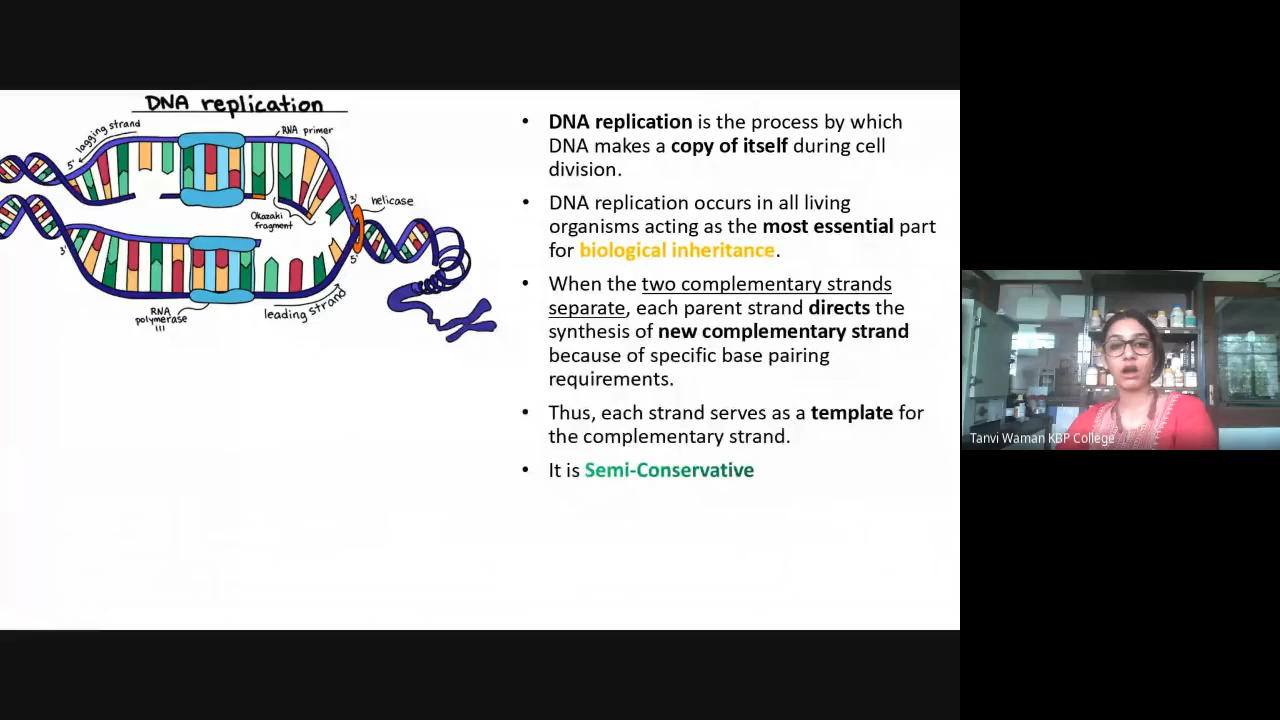 DNA replication
lagging strand
5'
RNA primer
3'
helicase
Okazaki
fragment
3'
5'
RNA
polymerase
III
leading strand
• DNA replication is the process by which
DNA makes a copy of itself during cell
division.
• DNA replication occurs in all living
organisms acting as the most essential part
for biological inheritance.
• When the two complementary strands
separate, each parent strand directs the
synthesis of new complementary strand
because of specific base pairing
requirements.
• Thus, each strand serves as a template for
the complementary strand.
• It is Semi-Conservative
Tanvi Waman KBP College